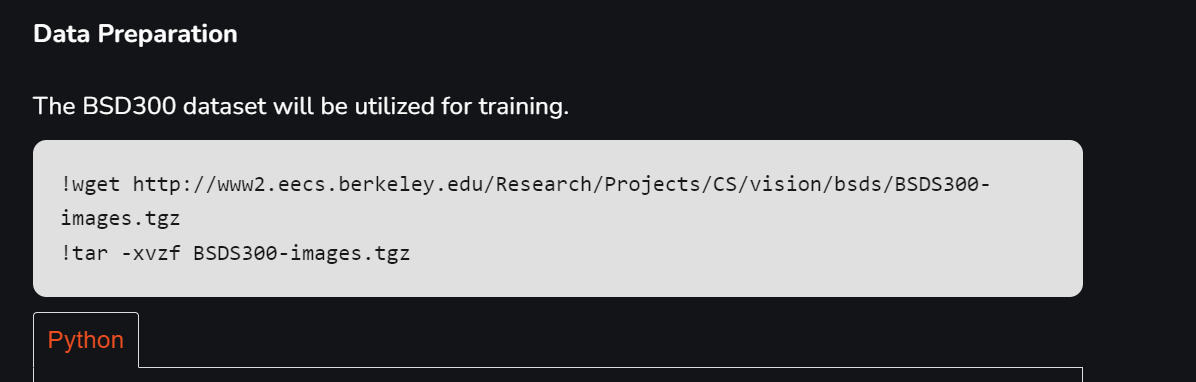 Data Preparation
The BSD300 dataset will be utilized for training.
!wget http://www2.eecs.berkeley.edu/Research/Projects/CS/vision/bsds/BSDS300-
images.tgz
!tar -xvzf BSDS300-images.tgz
Python